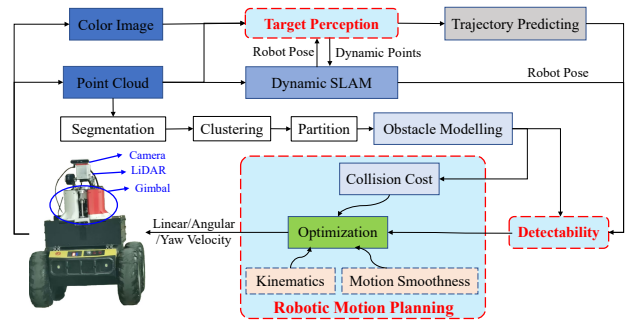 Color Image
Target Perception
Trajectory Predicting
Robot Pose
Dynamic Points
Point Cloud
Dynamic SLAM
Robot Pose
Segmentation
Clustering
Partition
Obstacle Modelling
Camera
LiDAR
Gimbal
Collision Cost
Linear/Angular
/Yaw Velocity
Optimization
Detectability
Kinematics
Motion Smoothness
Robotic Motion Planning